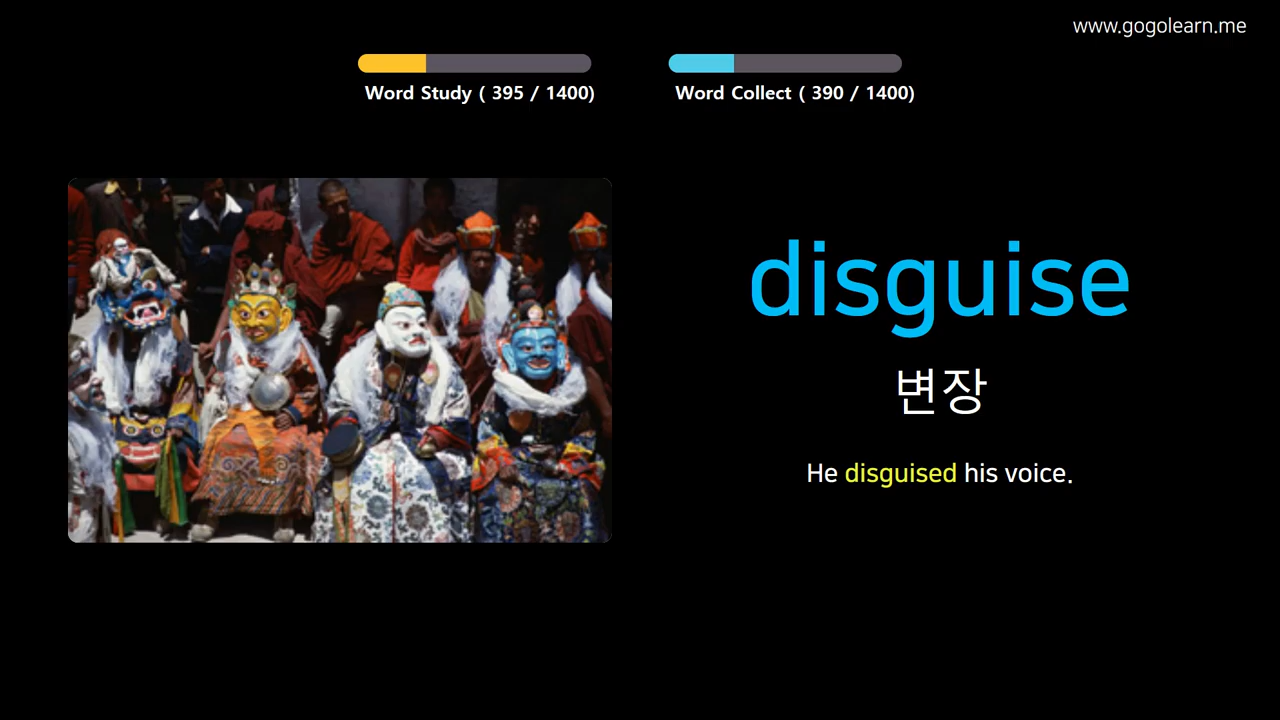 www.gogolearn.me
Word Study ( 395 / 1400)
Word Collect ( 390 / 1400)
disguise
변장
He disguised his voice.